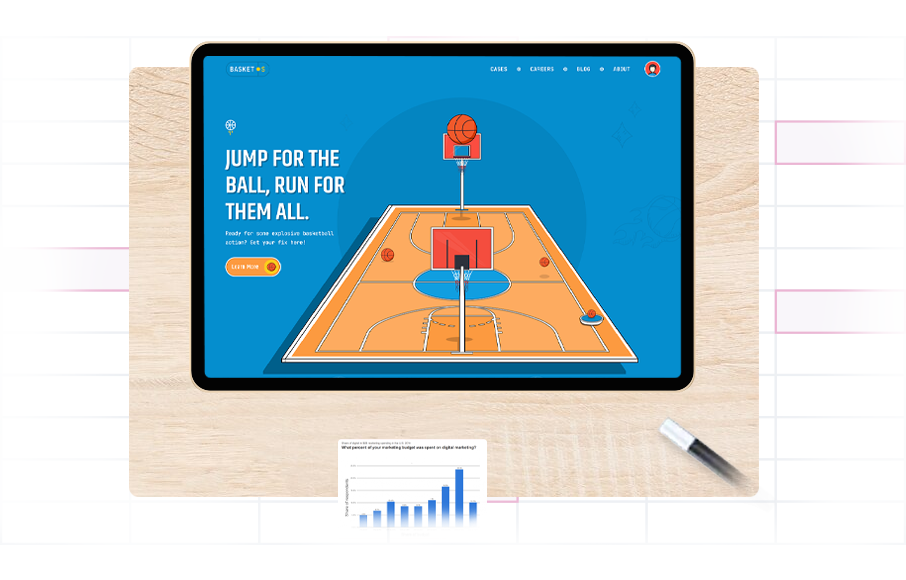 BASKET S
CASES
CAREERS
BLOG
ABOUT
JUMP FOR THE
BALL, RUN FOR
THEM ALL.
Ready for some explosive basketball
action? Get your fix here!
Learn More
What percent of your marketing budget was spent on digital marketing?
Share of respondents